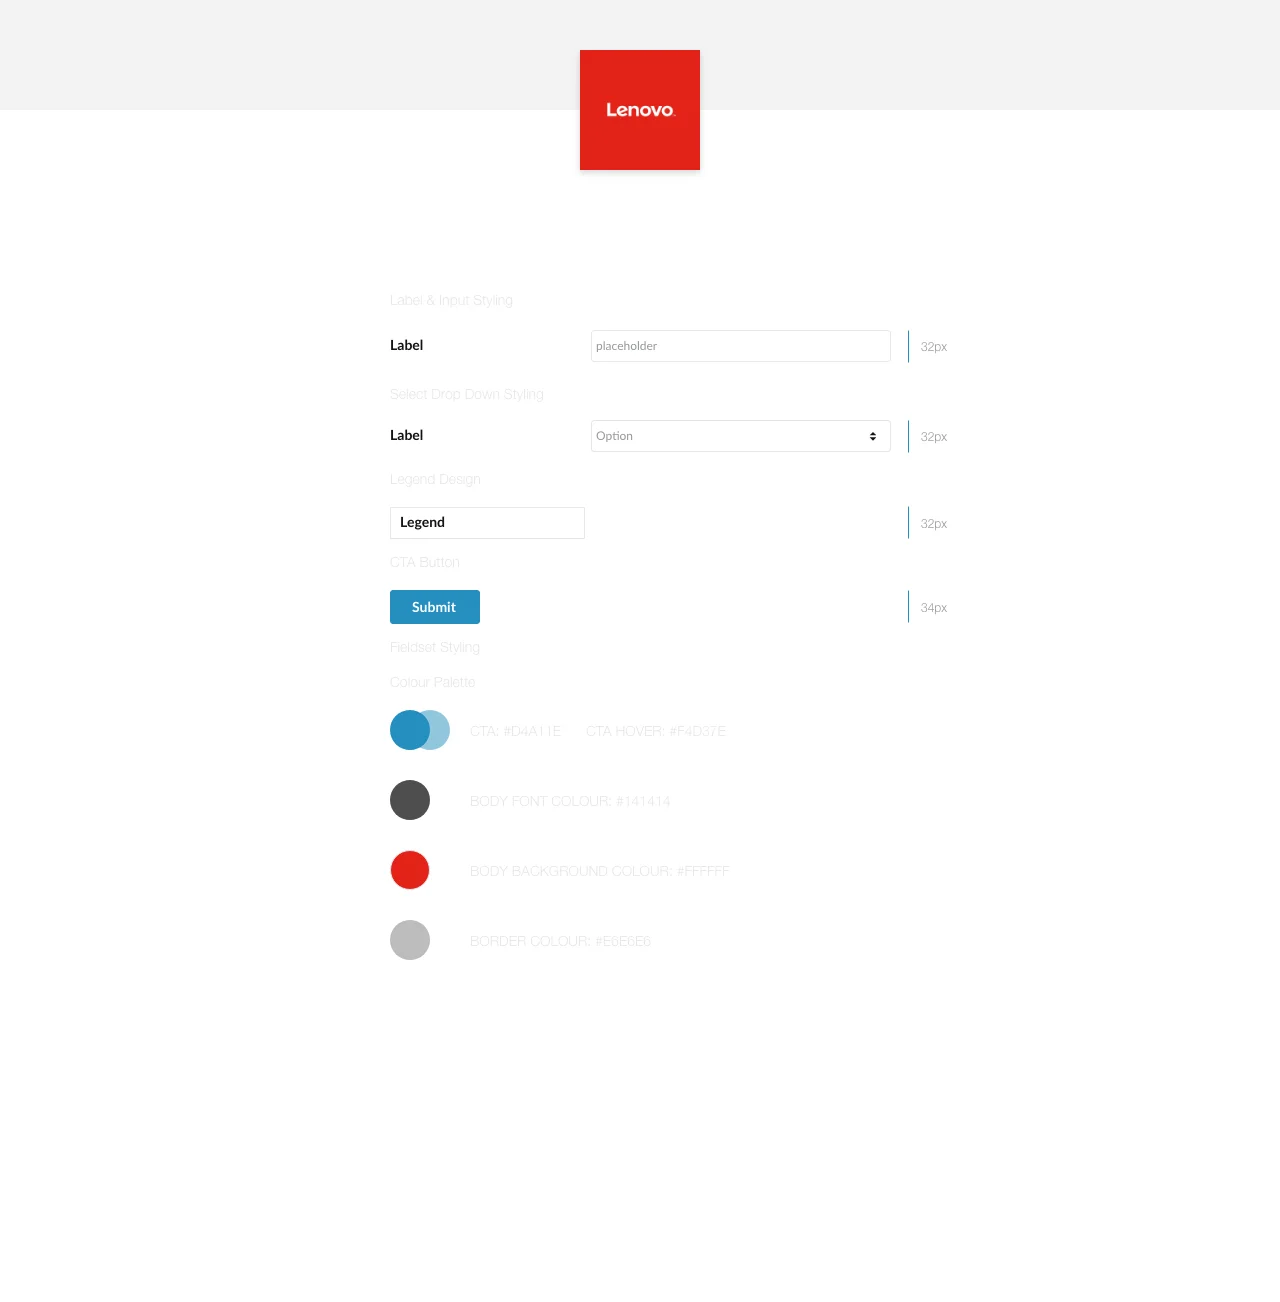 Lenovo
Label & Input Styling
Label placeholder 32px
Select Drop Down Styling
Label Option 32px
Legend Design
Legend 32px
CTA Button
Submit 34px
Fieldset Styling
Colour Palette
CTA: #D4A11E CTA HOVER: #F4D37E
BODY FONT COLOUR: #141414
BODY BACKGROUND COLOUR: #FFFFFF
BORDER COLOUR: #E6E6E6